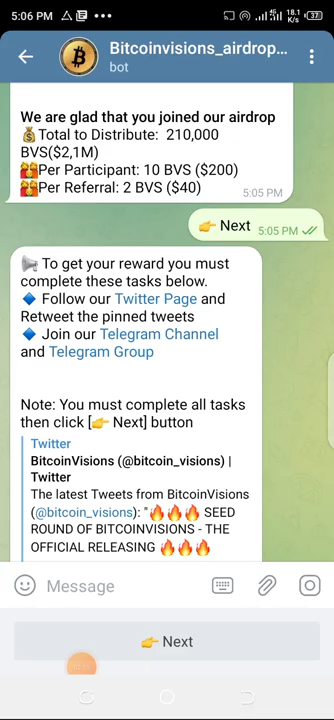 5:06 PM
4G
18.1
K/s
37
Bitcoinvisions_airdrop...
bot
We are glad that you joined our airdrop
💰Total to Distribute: 210,000
BVS($2,1M)
🎁Per Participant: 10 BVS ($200)
🎁Per Referral: 2 BVS ($40)
5:05 PM
👉 Next
5:05 PM
📢 To get your reward you must
complete these tasks below.
🔹 Follow our Twitter Page and
Retweet the pinned tweets
🔹 Join our Telegram Channel
and Telegram Group
Note: You must complete all tasks
then click [👉 Next] button
Twitter
BitcoinVisions (@bitcoin_visions) |
Twitter
The latest Tweets from BitcoinVisions
(@bitcoin_visions): "🔥🔥🔥 SEED
ROUND OF BITCOINVISIONS - THE
OFFICIAL RELEASING 🔥🔥🔥
Message
👉 Next